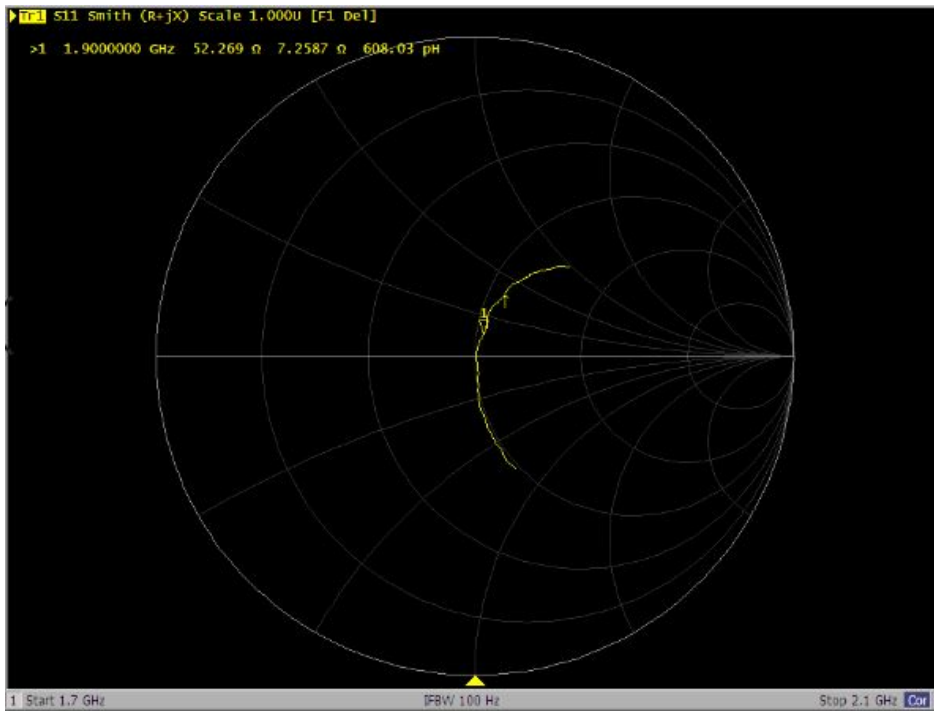 Tr1 S11 Smith (R+jX) Scale 1.000U [F1 Del]
>1 1.9000000 GHz 52.269 Ω 7.2587 Ω 608.03 pH
1
1 Start 1.7 GHz IFBW 100 Hz Stop 2.1 GHz Cor